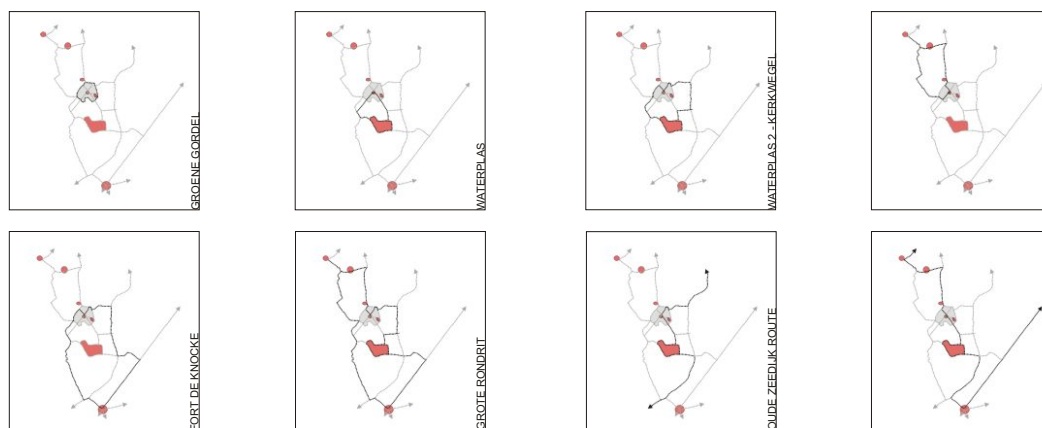 GROENE GORDEL
WATERPLAS
WATERPLAS 2 - KERKWEGEL
FORT DE KNOCKE
GROTE RONDRIT
OUDE ZEEDIJK ROUTE